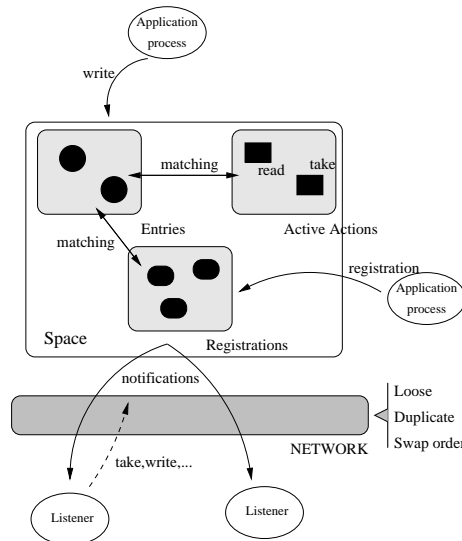 Application
process
write
matching
read
take
Entries
Active Actions
matching
registration
Application
process
Space
Registrations
notifications
Loose
Duplicate
NETWORK
Swap order
take,write,...
Listener
Listener